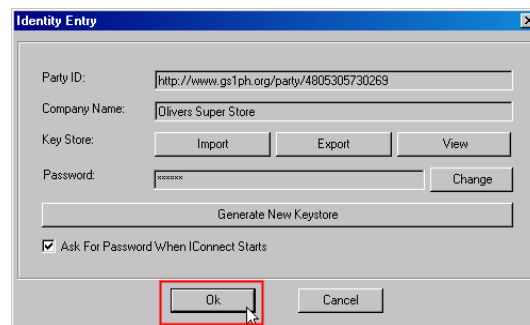 Identity Entry
Party ID: http://www.gs1ph.org/party/4805305730269
Company Name: Olivers Super Store
Key Store: Import Export View
Password: xxxxxx Change
Generate New Keystore
Ask For Password When IConnect Starts
Ok Cancel